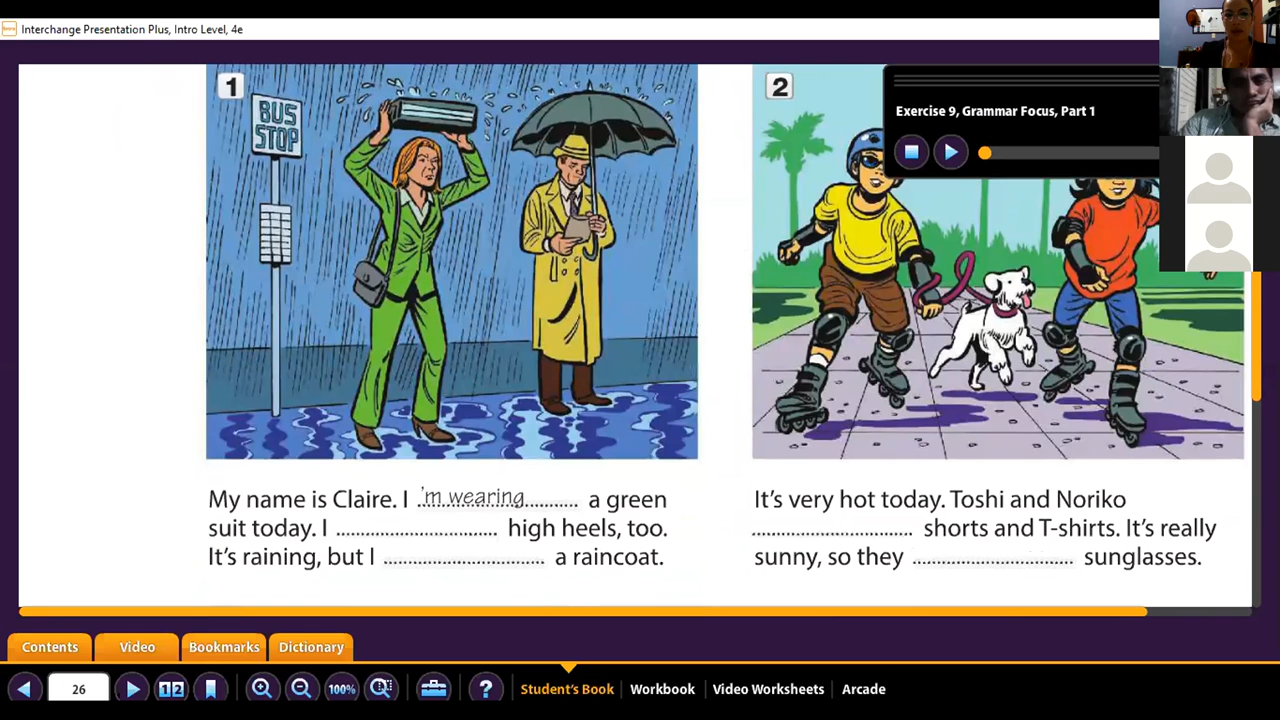 Interchange Presentation Plus, Intro Level, 4e
1
BUS
STOP
2
Exercise 9, Grammar Focus, Part 1
My name is Claire. I 'm wearing a green
suit today. I ........................ high heels, too.
It's raining, but I ........................ a raincoat.
It's very hot today. Toshi and Noriko
........................ shorts and T-shirts. It's really
sunny, so they ........................ sunglasses.
Contents
Video
Bookmarks
Dictionary
26
12
100%
?
Student's Book
Workbook
Video Worksheets
Arcade